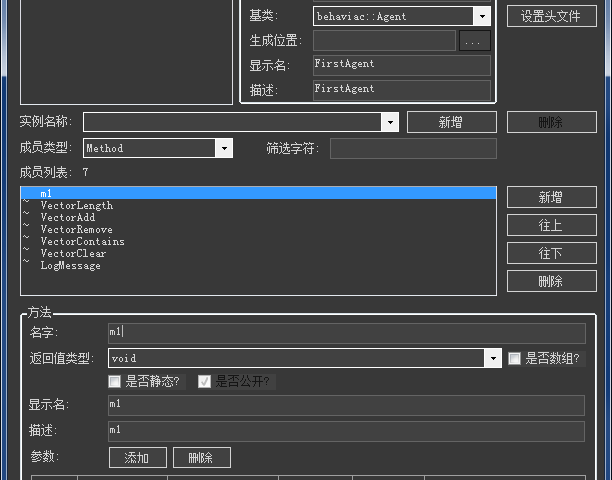 基类: behaviac::Agent 设置头文件
生成位置: ...
显示名: FirstAgent
描述: FirstAgent
实例名称: 新增 删除
成员类型: Method 筛选字符:
成员列表: 7
m1
~ VectorLength
~ VectorAdd
~ VectorRemove
~ VectorContains
~ VectorClear
~ LogMessage
新增
往上
往下
删除
方法
名字: m1
返回值类型: void 是否数组?
是否静态? 是否公开?
显示名: m1
描述: m1
参数: 添加 删除